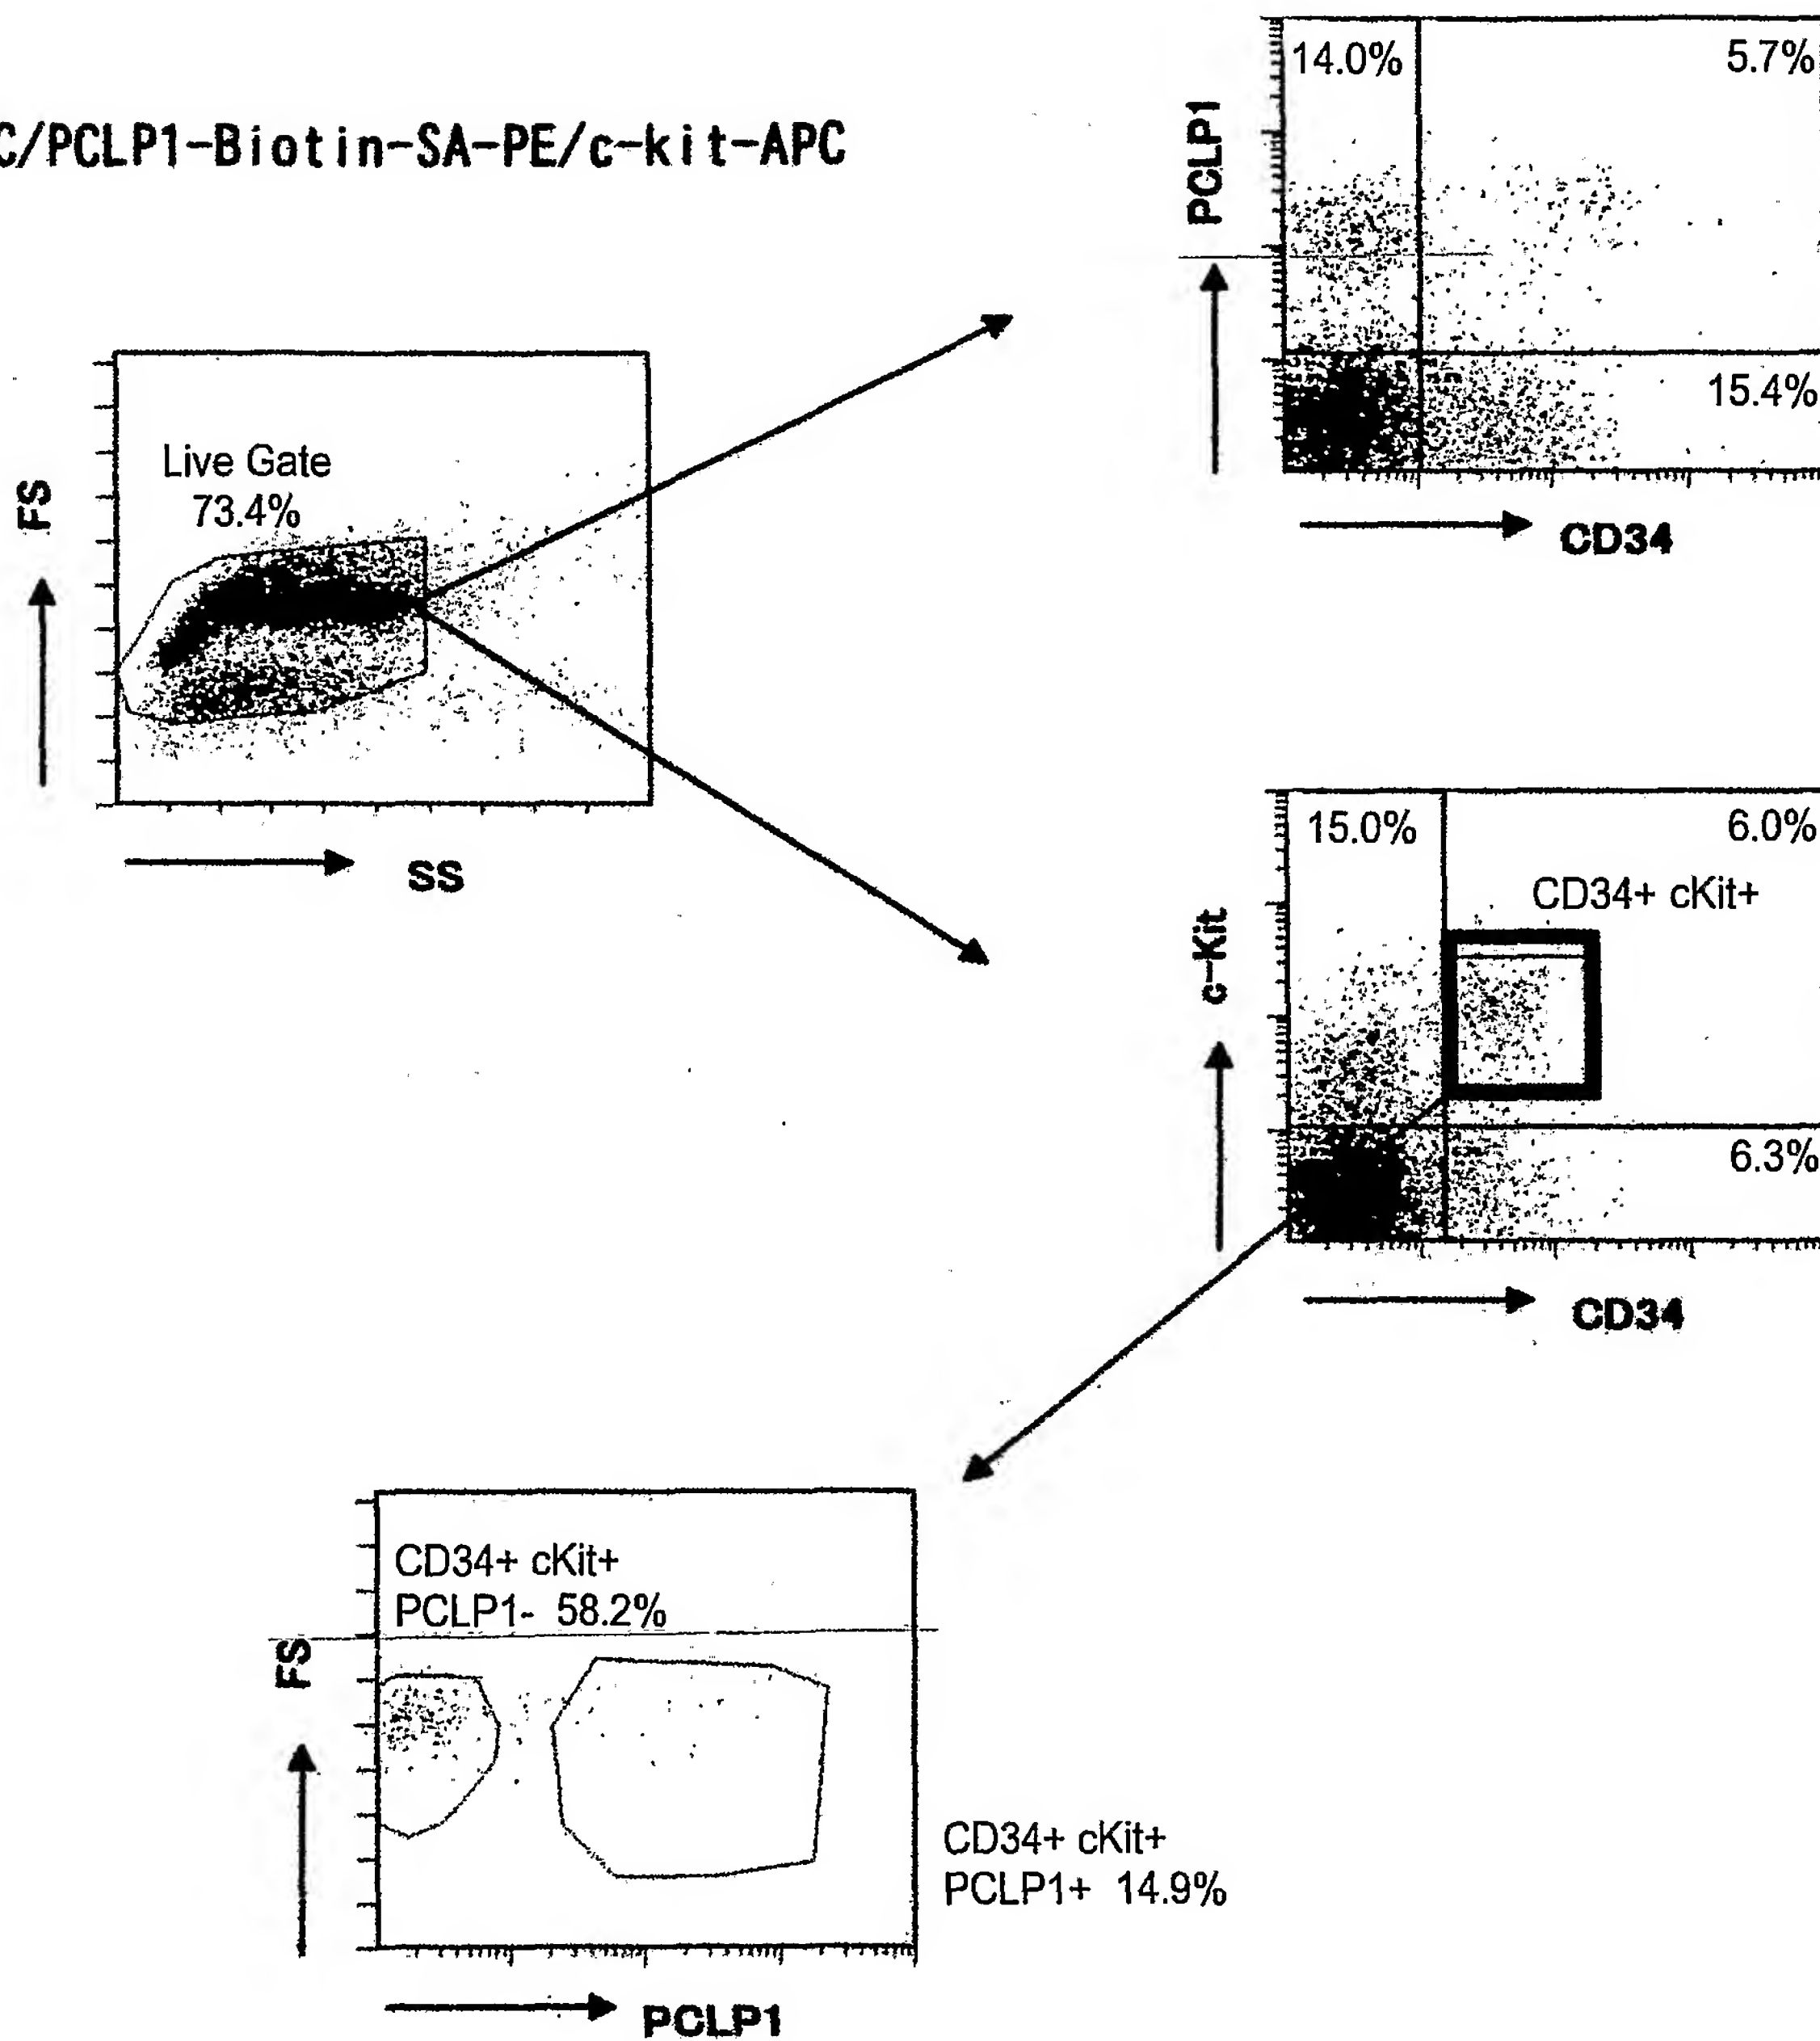 C/PCLP1-Biotin-SA-PE/c-kit-APC
14.0%
5.7%
PCLP1
15.4%
CD34
Live Gate
73.4%
FS
SS
15.0%
6.0%
CD34+ cKit+
c-Kit
6.3%
CD34
CD34+ cKit+
PCLP1- 58.2%
FS
CD34+ cKit+
PCLP1+ 14.9%
PCLP1